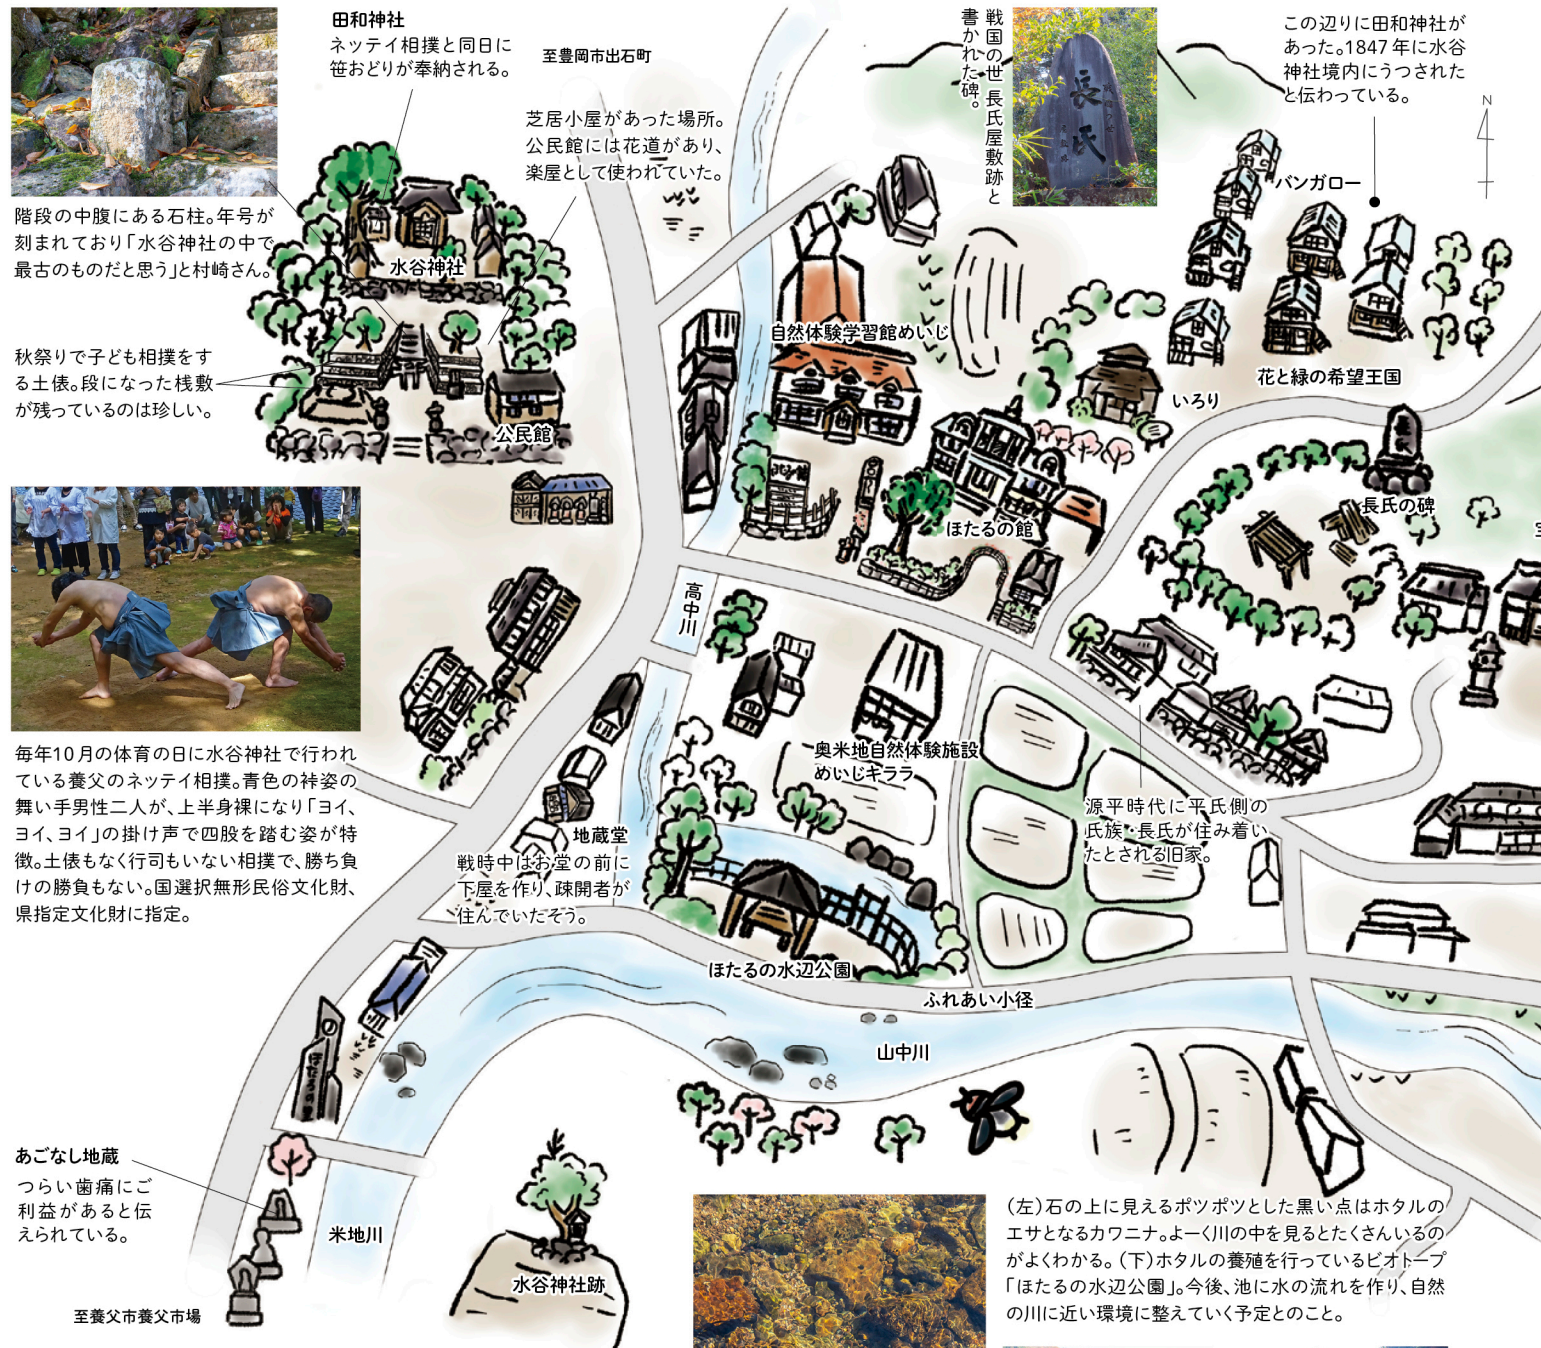 田和神社
ネッテイ相撲と同日に
笹おどりが奉納される。
至豊岡市出石町
芝居小屋があった場所。
公民館には花道があり、
楽屋として使われていた。
戦国の世 長氏屋敷跡と
書かれた碑。
長氏
この辺りに田和神社が
あった。1847年に水谷
神社境内にうつされた
と伝わっている。
N
バンガロー
階段の中腹にある石柱。年号が
刻まれており「水谷神社の中で
最古のものだと思う」と村崎さん。
水谷神社
秋祭りで子ども相撲をす
る土俵。段になった桟敷
が残っているのは珍しい。
公民館
自然体験学習館めいじ
いろり
花と緑の希望王国
長氏
長氏の碑
ほたるの館
高中川
毎年10月の体育の日に水谷神社で行われ
ている養父のネッテイ相撲。青色の裃姿の
舞い手男性二人が、上半身裸になり「ヨイ、
ヨイ、ヨイ」の掛け声で四股を踏む姿が特
徴。土俵もなく行司もいない相撲で、勝ち負
けの勝負もない。国選択無形民俗文化財、
県指定文化財に指定。
奥米地自然体験施設
めいじキララ
源平時代に平氏側の
氏族・長氏が住み着い
たとされる旧家。
地蔵堂
戦時中はお堂の前に
下屋を作り、疎開者が
住んでいたそう。
ほたるの水辺公園
ふれあい小径
山中川
ほたるの里
あごなし地蔵
つらい歯痛にご
利益があると伝
えられている。
米地川
水谷神社跡
至養父市養父市場
(左)石の上に見えるポツポツとした黒い点はホタルの
エサとなるカワニナ。よーく川の中を見るとたくさんいるの
がよくわかる。(下)ホタルの養殖を行っているビオトープ
「ほたるの水辺公園」。今後、池に水の流れを作り、自然
の川に近い環境に整えていく予定とのこと。